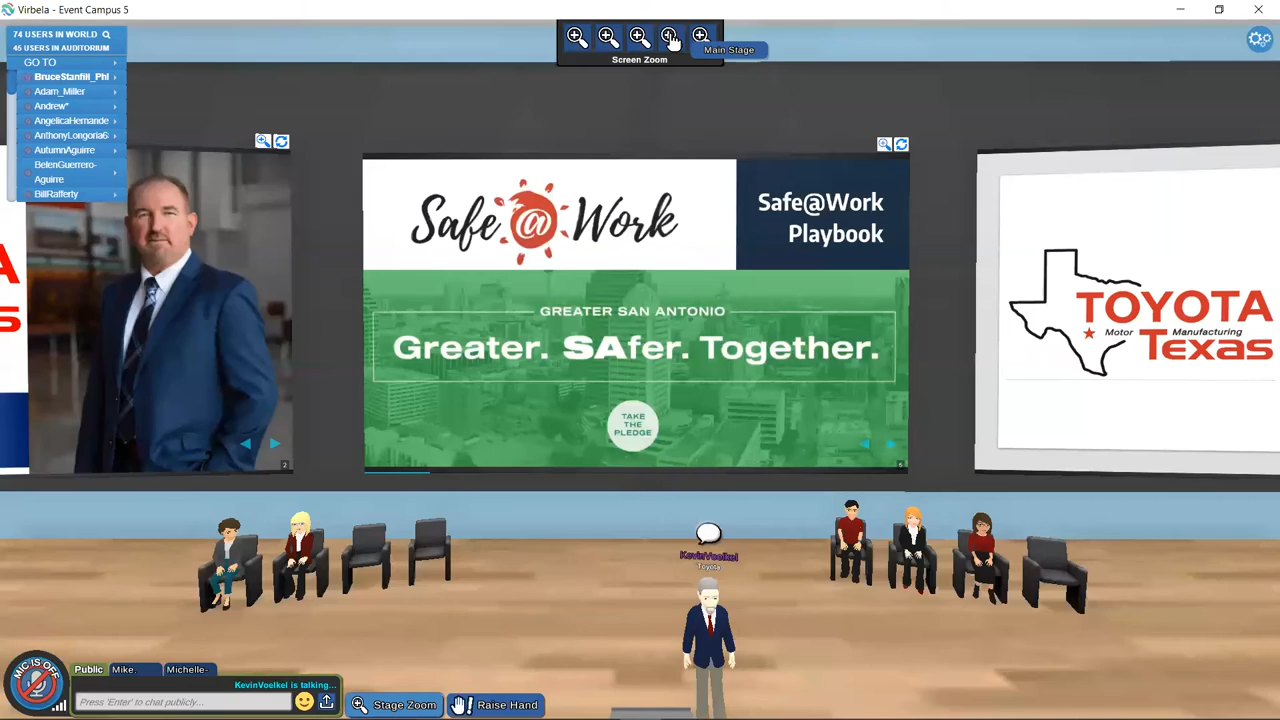 Virbela - Event Campus 5
74 USERS IN WORLD
45 USERS IN AUDITORIUM
GO TO
BruceStanfill_Phi
Adam_Miller
Andrew*
AngelicaHernande
AnthonyLongoria6
AutumnAguirre
BelenGuerrero-
Aguirre
BillRafferty
Screen Zoom
Main Stage
2
Safe @ Work
Safe@Work
Playbook
GREATER SAN ANTONIO
Greater. SAfer. Together.
TAKE
THE
PLEDGE
5
TOYOTA
Motor Manufacturing
Texas
KevinVoelkel
Toyota
MIC IS OFF
Public
Mike.
Michelle-
KevinVoelkel is talking...
Press 'Enter' to chat publicly...
Stage Zoom
Raise Hand